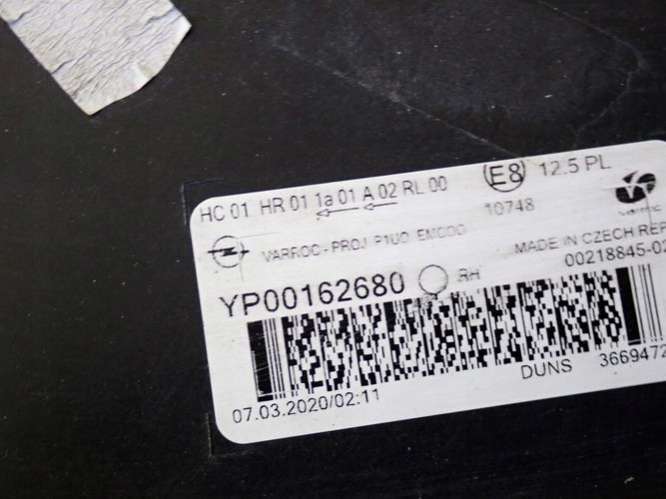 HC 01 HR 01 1a 01 A 02 RL 00
E8 12.5 PL
10748
VARROC-PROJ P1UO EMCOO
MADE IN CZECH REP
00218845-02
YP00162680 RH
DUNS 3669472
07.03.2020/02:11